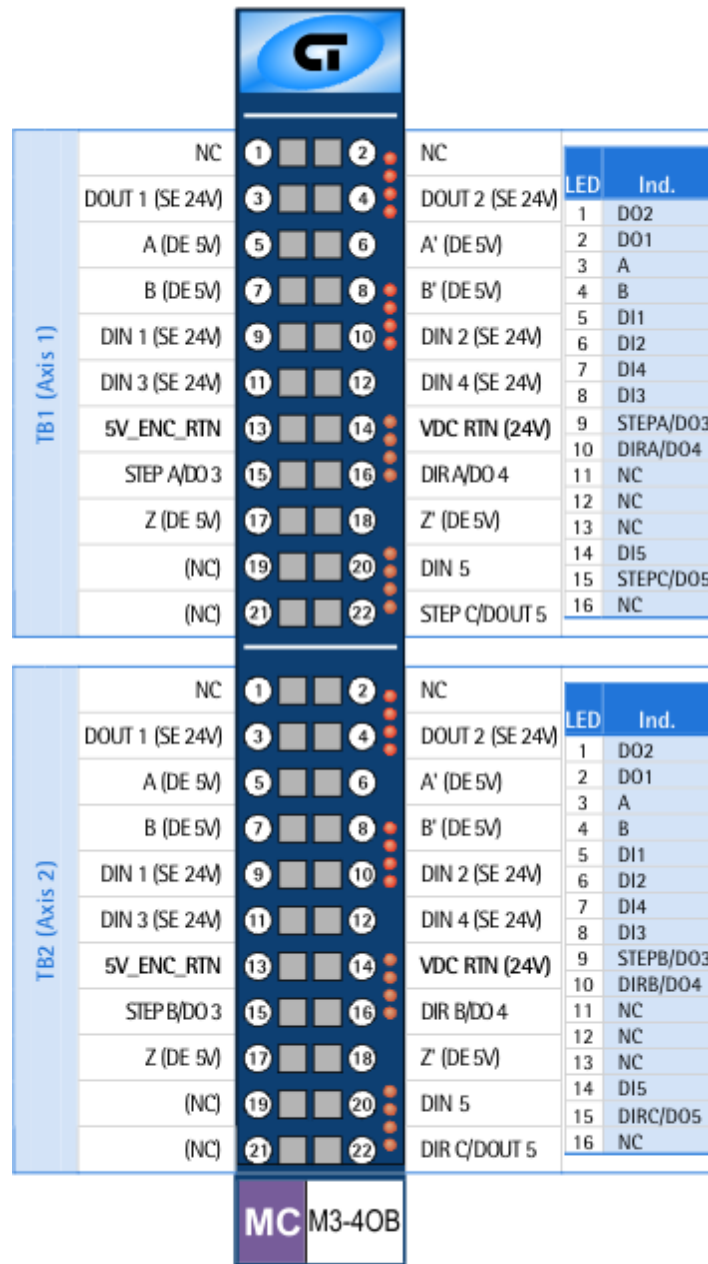 CT
TB1 (Axis 1)
NC 1 2 NC
DOUT 1 (SE 24V) 3 4 DOUT 2 (SE 24V)
A (DE 5V) 5 6 A' (DE 5V)
B (DE 5V) 7 8 B' (DE 5V)
DIN 1 (SE 24V) 9 10 DIN 2 (SE 24V)
DIN 3 (SE 24V) 11 12 DIN 4 (SE 24V)
5V_ENC_RTN 13 14 VDC RTN (24V)
STEP A/DO 3 15 16 DIR A/DO 4
Z (DE 5V) 17 18 Z' (DE 5V)
(NC) 19 20 DIN 5
(NC) 21 22 STEP C/DOUT 5
LED Ind.
1 DO2
2 DO1
3 A
4 B
5 DI1
6 DI2
7 DI4
8 DI3
9 STEPA/DO3
10 DIRA/DO4
11 NC
12 NC
13 NC
14 DI5
15 STEPC/DO5
16 NC
TB2 (Axis 2)
NC 1 2 NC
DOUT 1 (SE 24V) 3 4 DOUT 2 (SE 24V)
A (DE 5V) 5 6 A' (DE 5V)
B (DE 5V) 7 8 B' (DE 5V)
DIN 1 (SE 24V) 9 10 DIN 2 (SE 24V)
DIN 3 (SE 24V) 11 12 DIN 4 (SE 24V)
5V_ENC_RTN 13 14 VDC RTN (24V)
STEP B/DO 3 15 16 DIR B/DO 4
Z (DE 5V) 17 18 Z' (DE 5V)
(NC) 19 20 DIN 5
(NC) 21 22 DIR C/DOUT 5
LED Ind.
1 DO2
2 DO1
3 A
4 B
5 DI1
6 DI2
7 DI4
8 DI3
9 STEPB/DO3
10 DIRB/DO4
11 NC
12 NC
13 NC
14 DI5
15 DIRC/DO5
16 NC
MC M3-40B